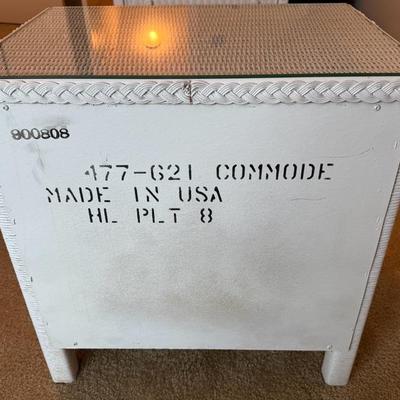 900808
477-621 COMMODE
MADE IN USA
HL PLT 8